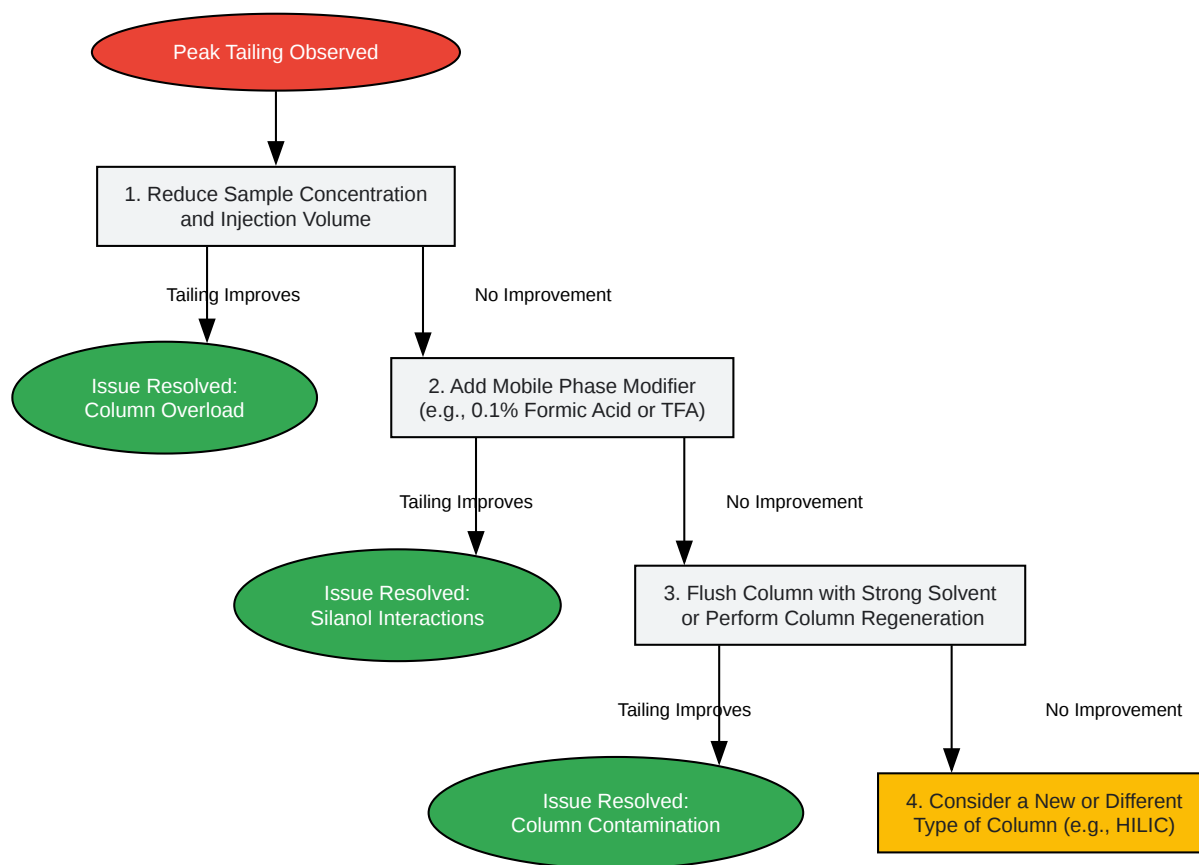 Peak Tailing Observed
1. Reduce Sample Concentration
and Injection Volume
Tailing Improves
No Improvement
Issue Resolved:
Column Overload
2. Add Mobile Phase Modifier
(e.g., 0.1% Formic Acid or TFA)
Tailing Improves
No Improvement
Issue Resolved:
Silanol Interactions
3. Flush Column with Strong Solvent
or Perform Column Regeneration
Tailing Improves
No Improvement
Issue Resolved:
Column Contamination
4. Consider a New or Different
Type of Column (e.g., HILIC)